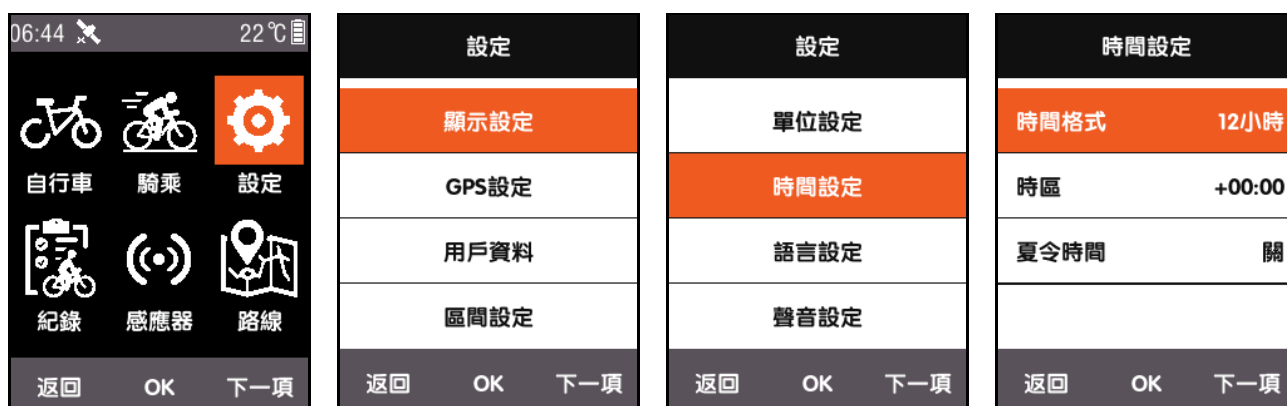 06:44 22℃
自行車 騎乘 設定
紀錄 感應器 路線
返回 OK 下一項
設定
顯示設定
GPS設定
用戶資料
區間設定
返回 OK 下一項
設定
單位設定
時間設定
語言設定
聲音設定
返回 OK 下一項
時間設定
時間格式 12小時
時區 +00:00
夏令時間 關
返回 OK 下一項